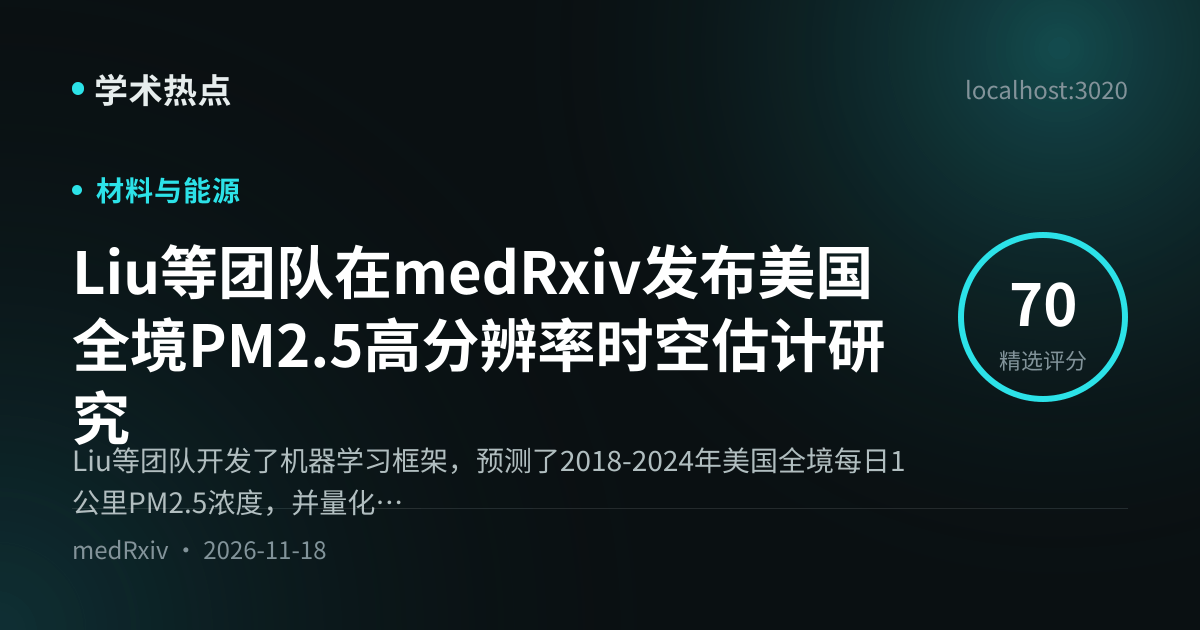 学术热点
localhost:3020
材料与能源
Liu等团队在medRxiv发布美国
全境PM2.5高分辨率时空估计研
究
70
精选评分
Liu等团队开发了机器学习框架，预测了2018-2024年美国全境每日1
公里PM2.5浓度，并量化…
medRxiv • 2026-11-18